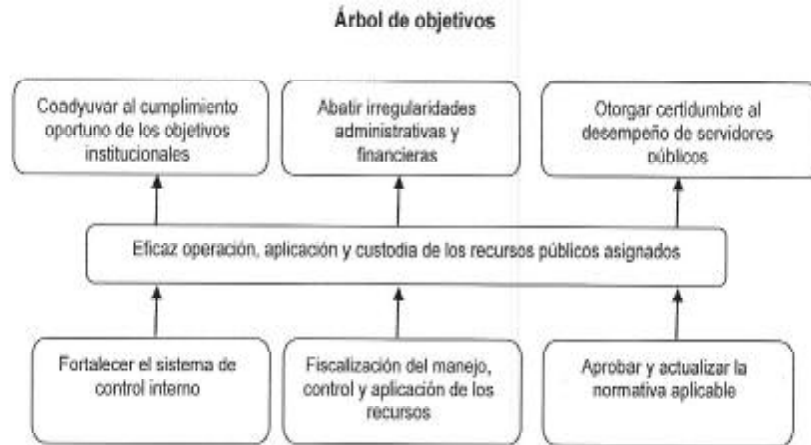 Árbol de objetivos
Coadyuvar al cumplimiento
oportuno de los objetivos
institucionales
Abatir irregularidades
administrativas y
financieras
Otorgar certidumbre al
desempeño de servidores
públicos
Eficaz operación, aplicación y custodia de los recursos públicos asignados
Fortalecer el sistema de
control interno
Fiscalización del manejo,
control y aplicación de los
recursos
Aprobar y actualizar la
normativa aplicable